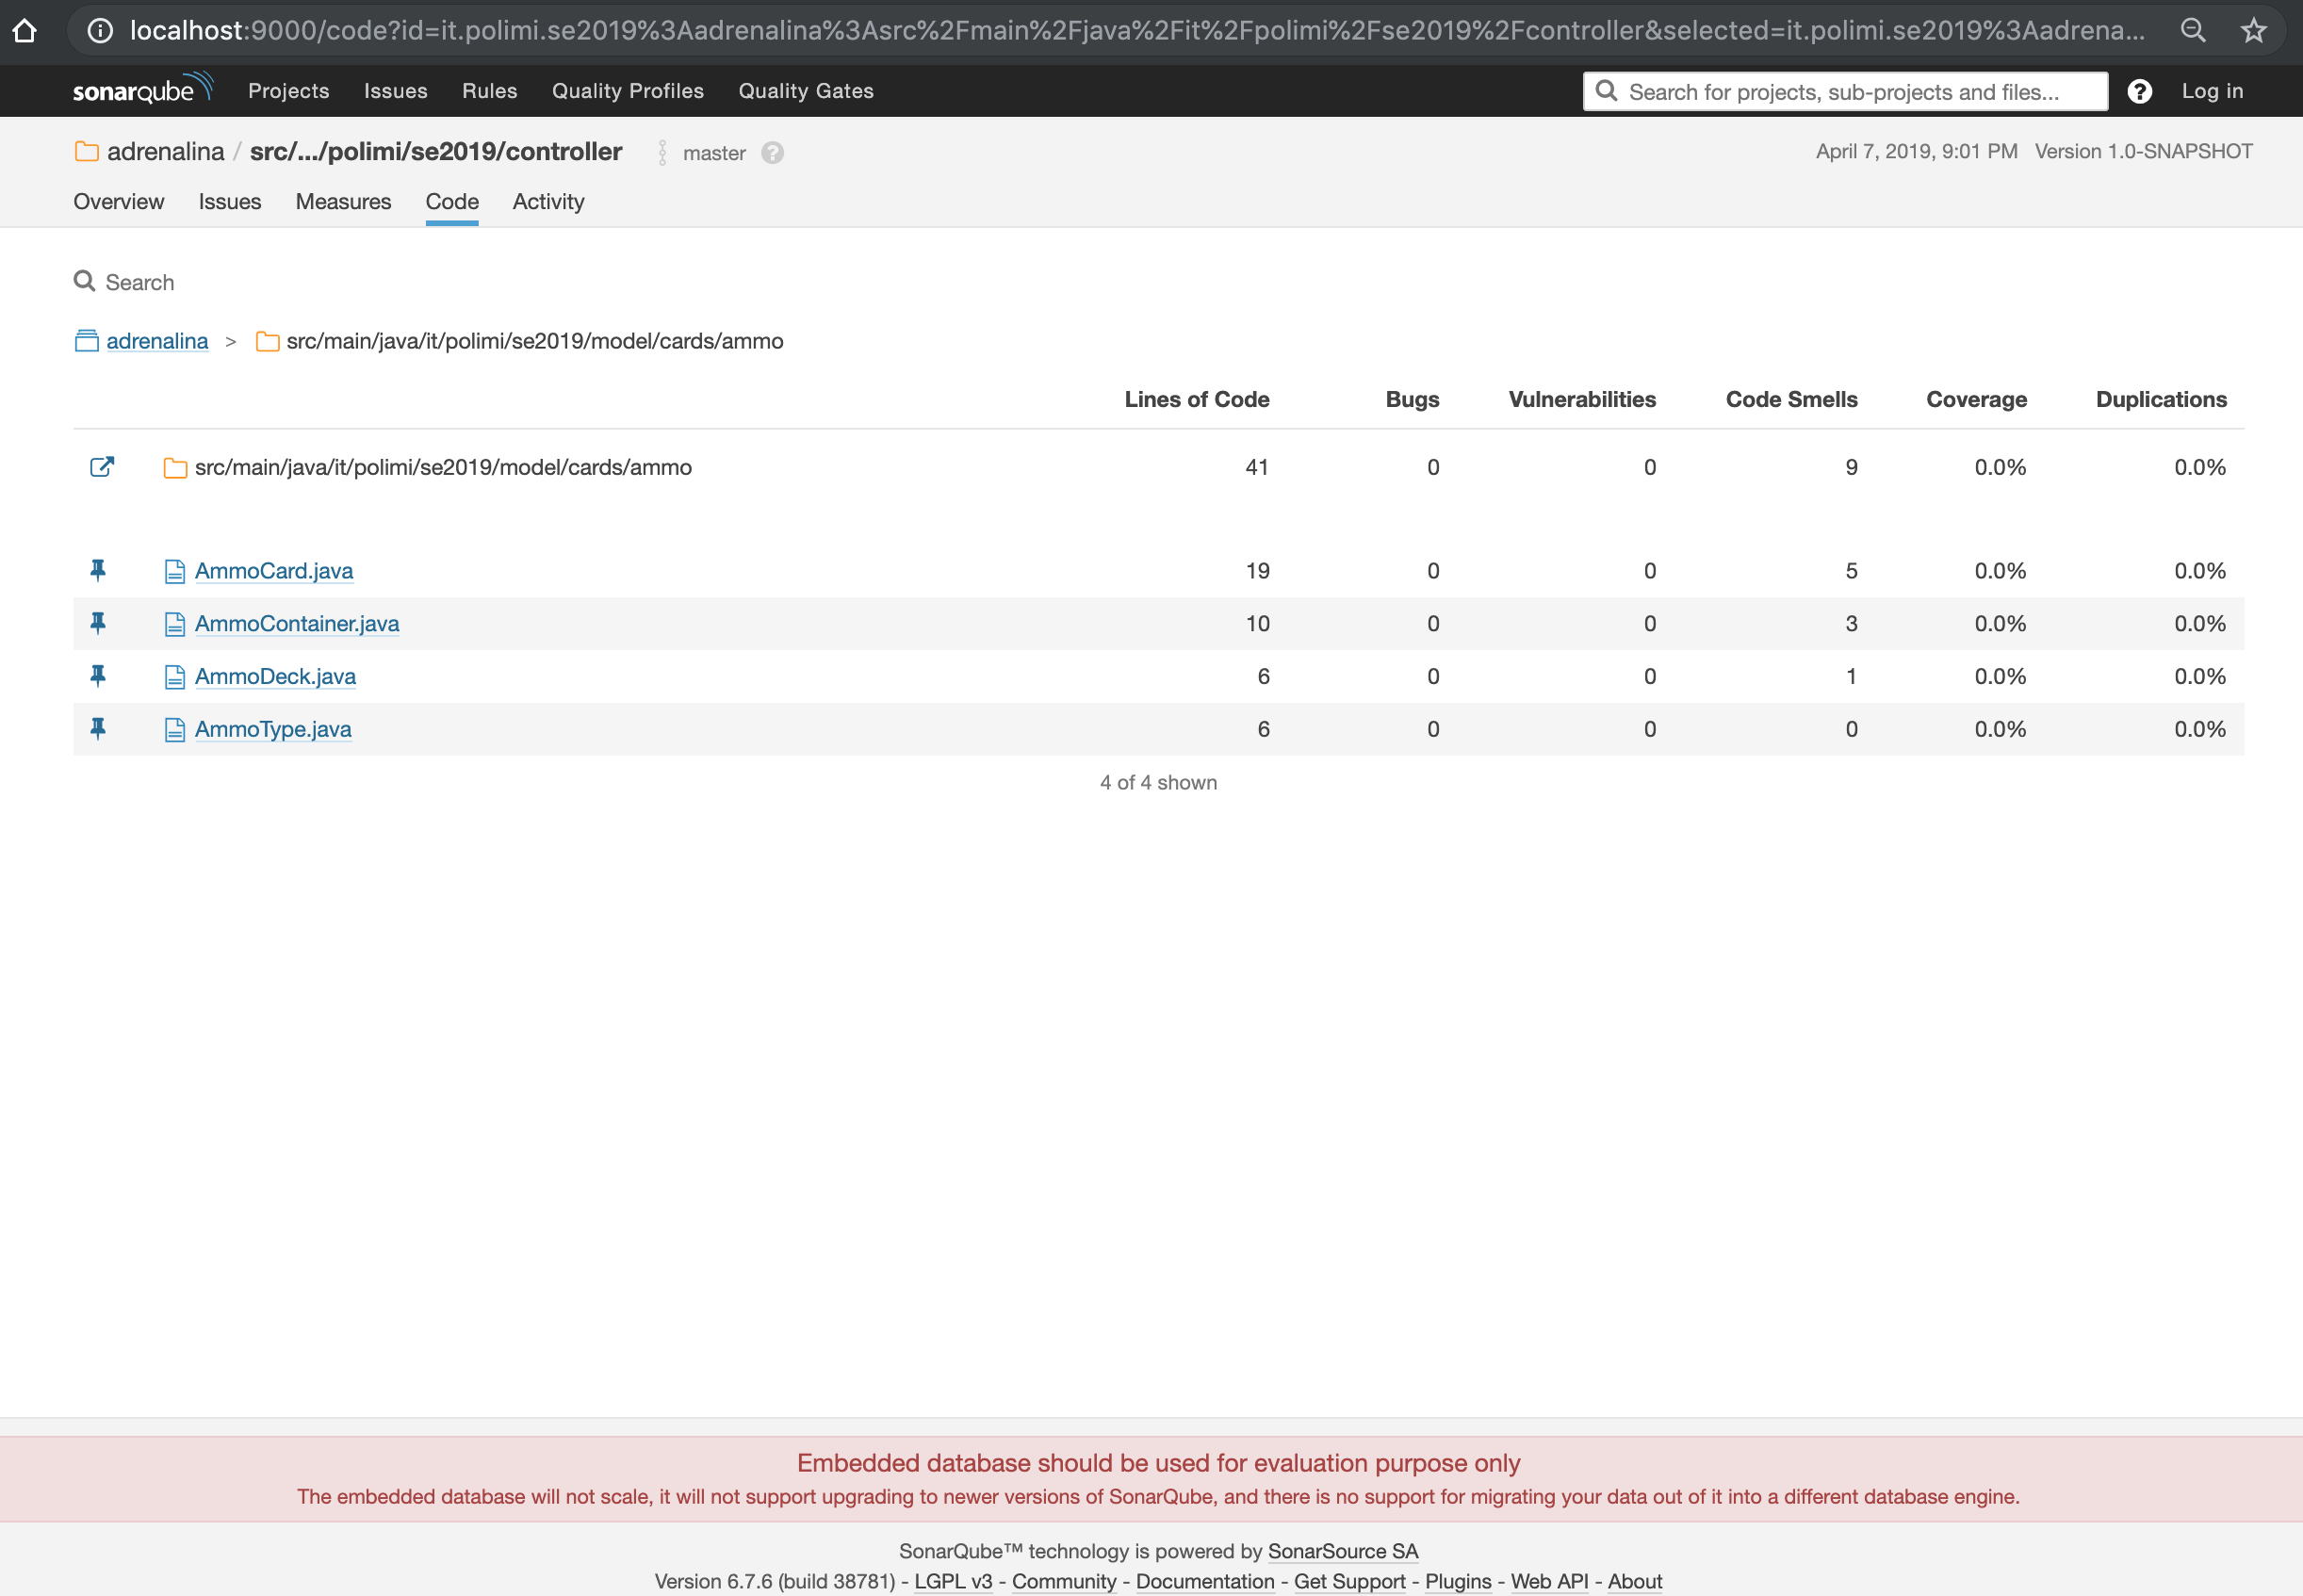 localhost:9000/code?id=it.polimi.se2019%3Aadrenalina%3Asrc%2Fmain%2Fjava%2Fit%2Fpolimi%2Fse2019%2Fcontroller&selected=it.polimi.se2019%3Aadrena...
sonarqube Projects Issues Rules Quality Profiles Quality Gates Search for projects, sub-projects and files... ? Log in
adrenalina / src/.../polimi/se2019/controller master ? April 7, 2019, 9:01 PM Version 1.0-SNAPSHOT
Overview Issues Measures Code Activity
Search
adrenalina > src/main/java/it/polimi/se2019/model/cards/ammo
Lines of Code Bugs Vulnerabilities Code Smells Coverage Duplications
src/main/java/it/polimi/se2019/model/cards/ammo 41 0 0 9 0.0% 0.0%
AmmoCard.java 19 0 0 5 0.0% 0.0%
AmmoContainer.java 10 0 0 3 0.0% 0.0%
AmmoDeck.java 6 0 0 1 0.0% 0.0%
AmmoType.java 6 0 0 0 0.0% 0.0%
4 of 4 shown
Embedded database should be used for evaluation purpose only
The embedded database will not scale, it will not support upgrading to newer versions of SonarQube, and there is no support for migrating your data out of it into a different database engine.
SonarQube™ technology is powered by SonarSource SA
Version 6.7.6 (build 38781) - LGPL v3 - Community - Documentation - Get Support - Plugins - Web API - About